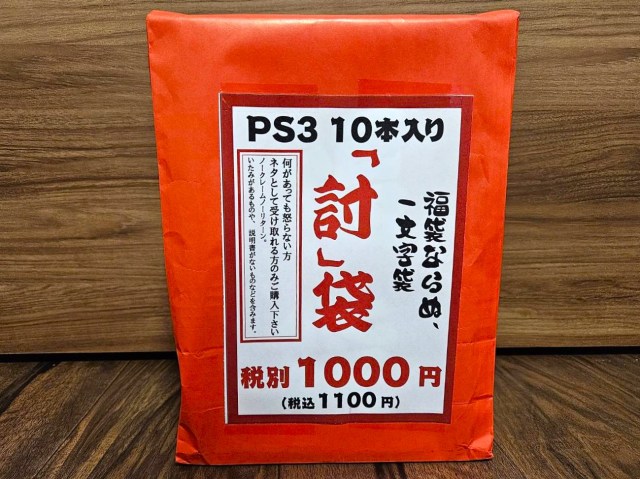 PS3 10本入り
福袋ならぬ、
一文字袋
「討」袋
何があっても怒らない方
ネタとして受け取れる方のみご購入下さい
ノークレームノーリターン。
いたみがあるものや、説明書がないものなどを含みます。
税別1000円
(税込1100円)